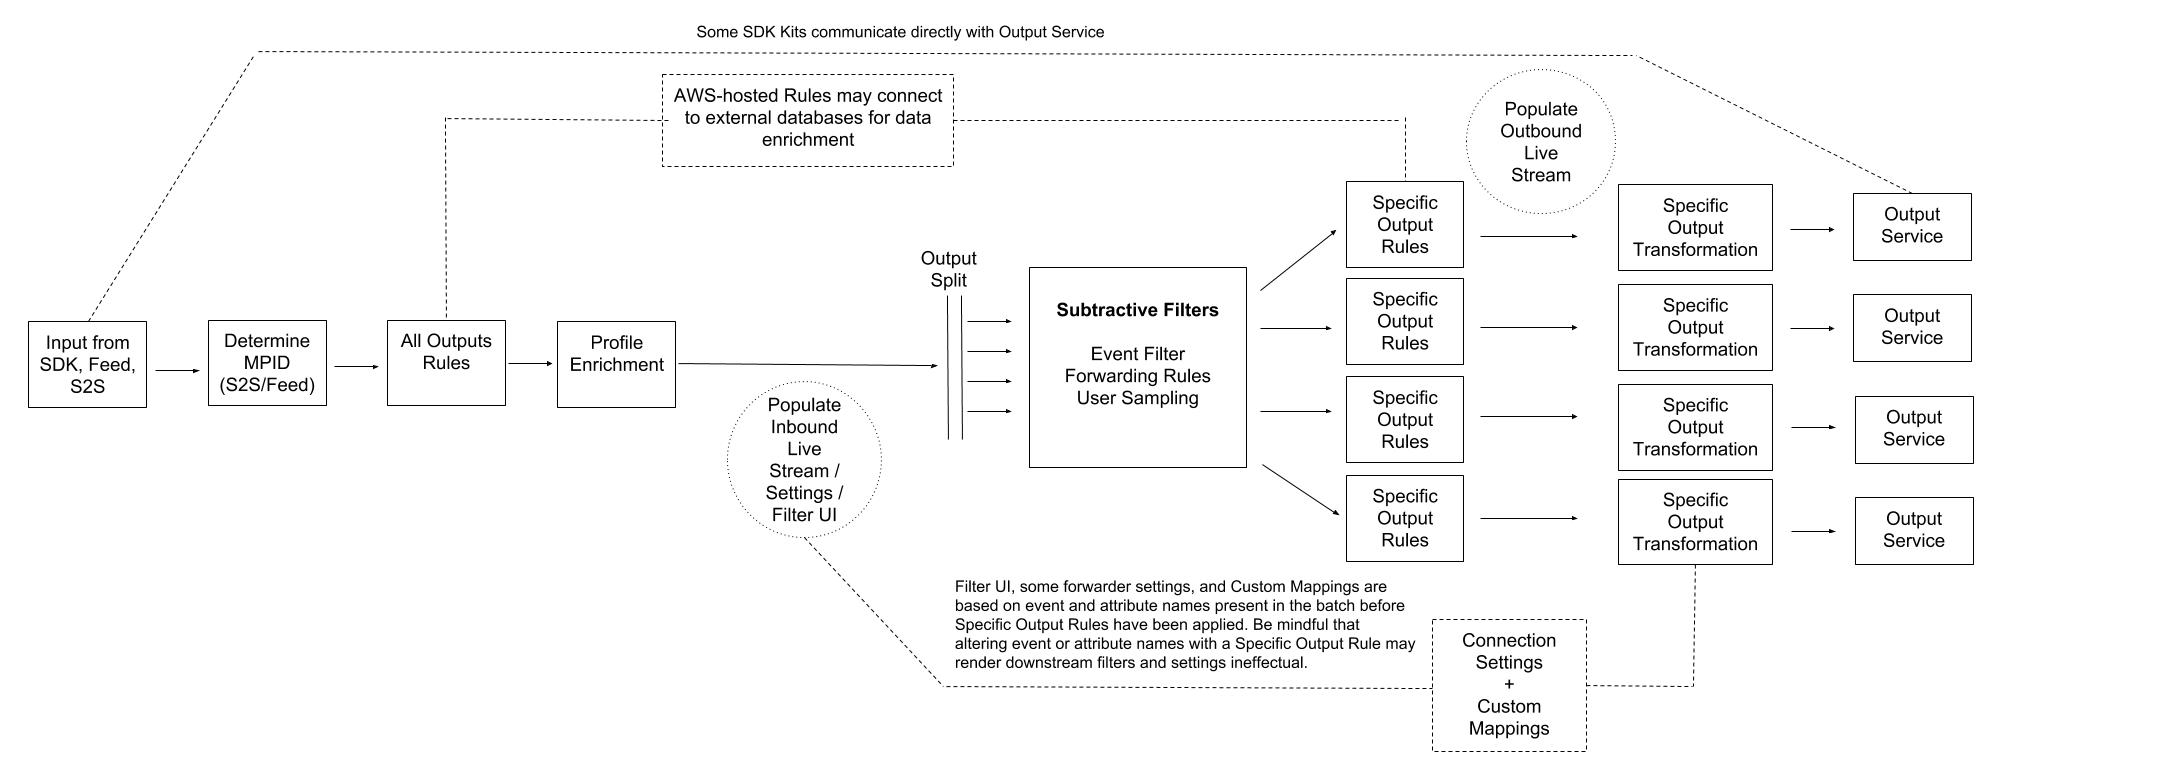 Some SDK Kits communicate directly with Output Service
AWS-hosted Rules may connect
to external databases for data
enrichment
Populate
Outbound
Live
Stream
Input from
SDK, Feed,
S2S
Determine
MPID
(S2S/Feed)
All Outputs
Rules
Profile
Enrichment
Populate
Inbound
Live
Stream /
Settings /
Filter UI
Output
Split
Subtractive Filters
Event Filter
Forwarding Rules
User Sampling
Specific
Output
Rules
Specific
Output
Transformation
Output
Service
Specific
Output
Rules
Specific
Output
Transformation
Output
Service
Specific
Output
Rules
Specific
Output
Transformation
Output
Service
Specific
Output
Rules
Specific
Output
Transformation
Output
Service
Filter UI, some forwarder settings, and Custom Mappings are
based on event and attribute names present in the batch before
Specific Output Rules have been applied. Be mindful that
altering event or attribute names with a Specific Output Rule may
render downstream filters and settings ineffectual.
Connection
Settings
+
Custom
Mappings